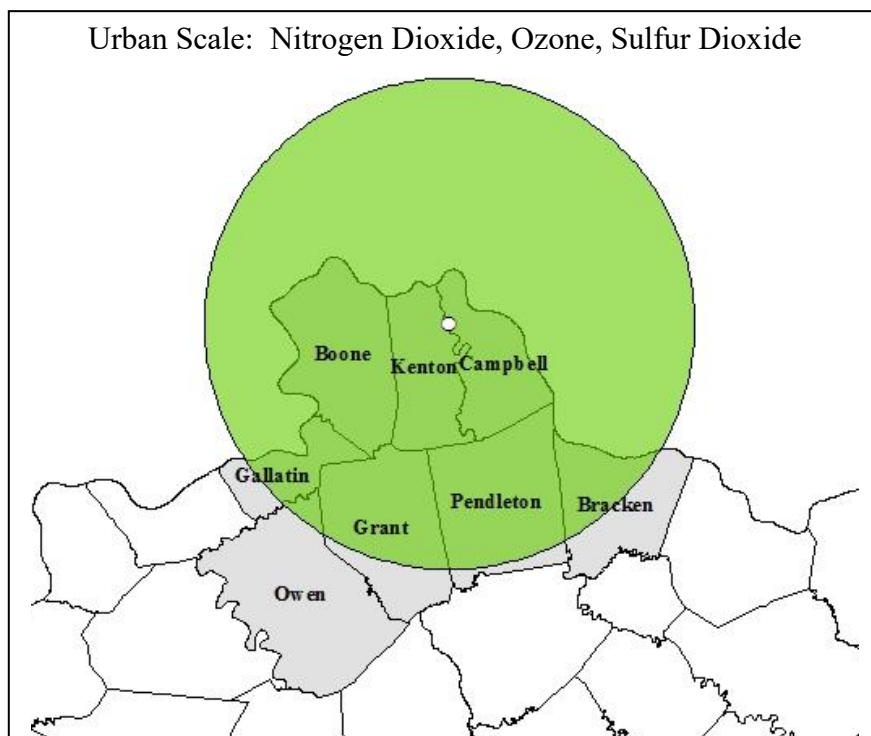 Urban Scale:  Nitrogen Dioxide, Ozone, Sulfur Dioxide
Boone
Kenton
Campbell
Gallatin
Pendleton
Bracken
Grant
Owen